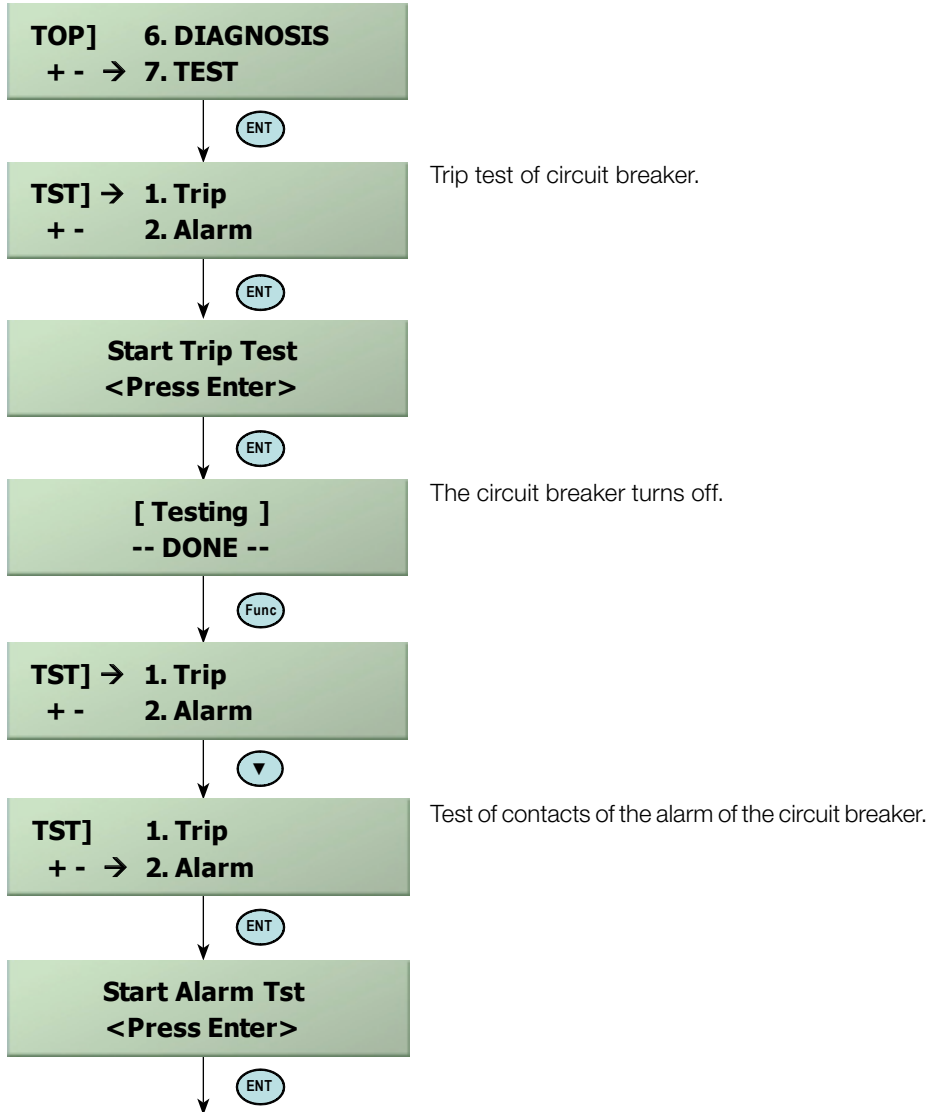 TOP] 6. DIAGNOSIS
+ - → 7. TEST
ENT
TST] → 1. Trip
+ - 2. Alarm
Trip test of circuit breaker.
ENT
Start Trip Test
<Press Enter>
ENT
[ Testing ]
-- DONE --
The circuit breaker turns off.
Func
TST] → 1. Trip
+ - 2. Alarm
▼
TST] 1. Trip
+ - → 2. Alarm
Test of contacts of the alarm of the circuit breaker.
ENT
Start Alarm Tst
<Press Enter>
ENT